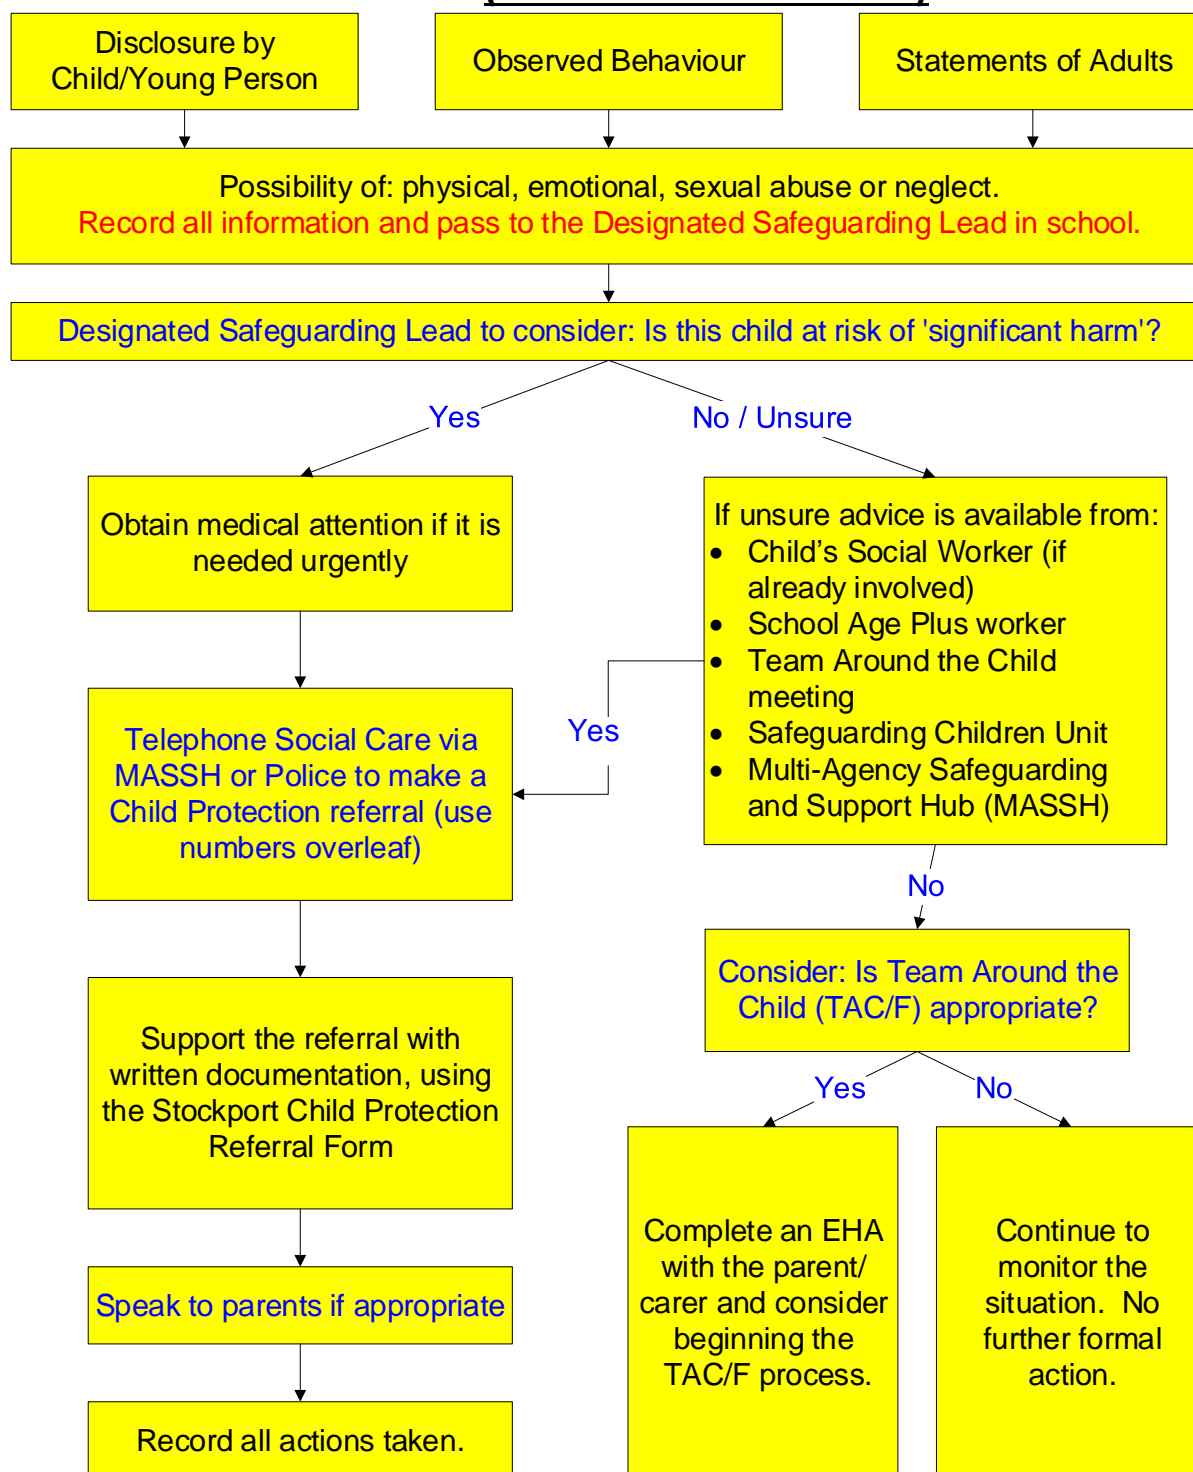 Disclosure by
Child/Young Person
Observed Behaviour
Statements of Adults
Possibility of: physical, emotional, sexual abuse or neglect.
Record all information and pass to the Designated Safeguarding Lead in school.
Designated Safeguarding Lead to consider: Is this child at risk of 'significant harm'?
Yes
No / Unsure
Obtain medical attention if it is
needed urgently
If unsure advice is available from:
• Child’s Social Worker (if
already involved)
• School Age Plus worker
• Team Around the Child
meeting
• Safeguarding Children Unit
• Multi-Agency Safeguarding
and Support Hub (MASSH)
Yes
Telephone Social Care via
MASSH or Police to make a
Child Protection referral (use
numbers overleaf)
No
Consider: Is Team Around the
Child (TAC/F) appropriate?
Support the referral with
written documentation, using
the Stockport Child Protection
Referral Form
Yes
No
Complete an EHA
with the parent/
carer and consider
beginning the
TAC/F process.
Continue to
monitor the
situation.  No
further formal
action.
Speak to parents if appropriate
Record all actions taken.